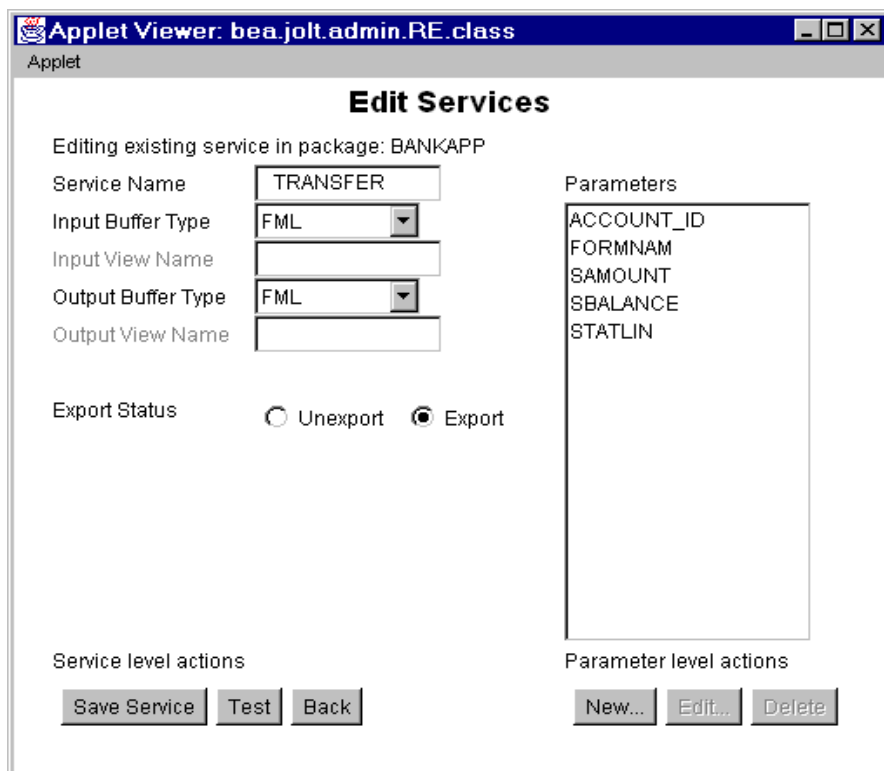 Applet Viewer: bea.jolt.admin.RE.class
Applet
Edit Services
Editing existing service in package: BANKAPP
Service Name TRANSFER
Input Buffer Type FML
Input View Name
Output Buffer Type FML
Output View Name
Export Status Unexport Export
Parameters
ACCOUNT_ID
FORMNAM
SAMOUNT
SBALANCE
STATLIN
Service level actions
Save Service Test Back
Parameter level actions
New... Edit... Delete